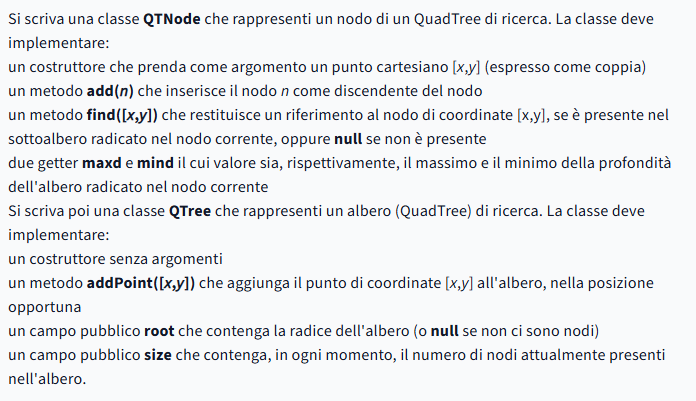 Si scriva una classe QTNode che rappresenti un nodo di un QuadTree di ricerca. La classe deve
implementare:
un costruttore che prenda come argomento un punto cartesiano [x,y] (espresso come coppia)
un metodo add(n) che inserisce il nodo n come discendente del nodo
un metodo find([x,y]) che restituisce un riferimento al nodo di coordinate [x,y], se è presente nel
sottoalbero radicato nel nodo corrente, oppure null se non è presente
due getter maxd e mind il cui valore sia, rispettivamente, il massimo e il minimo della profondità
dell'albero radicato nel nodo corrente
Si scriva poi una classe QTree che rappresenti un albero (QuadTree) di ricerca. La classe deve
implementare:
un costruttore senza argomenti
un metodo addPoint([x,y]) che aggiunga il punto di coordinate [x,y] all'albero, nella posizione
opportuna
un campo pubblico root che contenga la radice dell'albero (o null se non ci sono nodi)
un campo pubblico size che contenga, in ogni momento, il numero di nodi attualmente presenti
nell'albero.